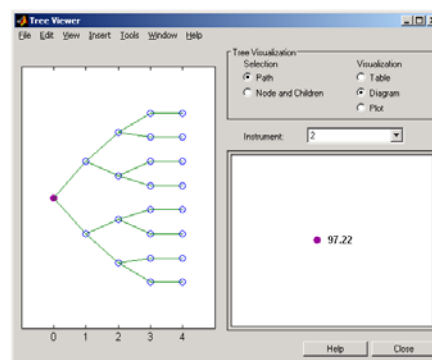 Tree Viewer
File Edit View Insert Tools Window Help
Tree Visualization
Selection Visualization
Path Table
Node and Children Diagram
Plot
Instrument: 2
97.22
0 1 2 3 4
Help Close